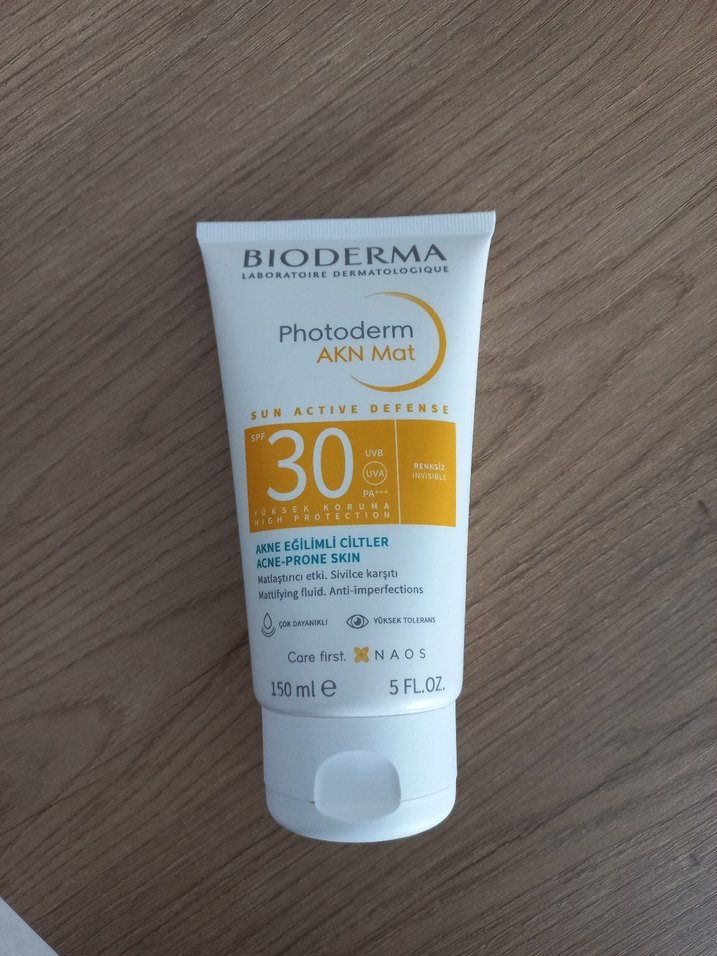 BIODERMA
LABORATOIRE DERMATOLOGIQUE
Photoderm
AKN Mat
SUN ACTIVE DEFENSE
SPF 30 UVB
UVA
PA+++
RENKSİZ
INVISIBLE
YÜKSEK KORUMA
HIGH PROTECTION
AKNE EĞİLİMLİ CİLTLER
ACNE-PRONE SKIN
Matlaştırıcı etki. Sivilce karşıtı
Mattifying fluid. Anti-imperfections
ÇOK DAYANIKLI YÜKSEK TOLERANS
Care first. NAOS
150 ml ℮ 5 FL.OZ.